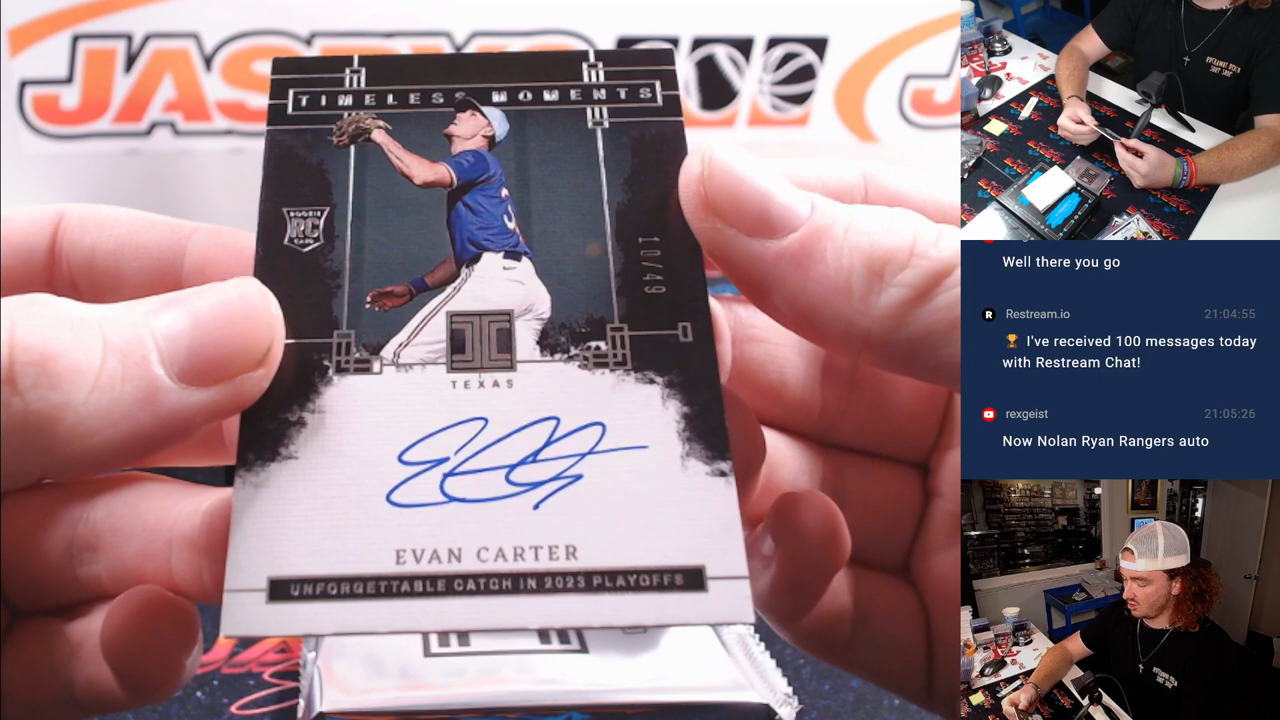 TIMELESS MOMENTS
ROOKIE
RC
CARD
10/49
TEXAS
EVAN CARTER
UNFORGETTABLE CATCH IN 2023 PLAYOFFS
Well there you go
Restream.io 21:04:55
🏆 I've received 100 messages today
with Restream Chat!
rexgeist 21:05:26
Now Nolan Ryan Rangers auto